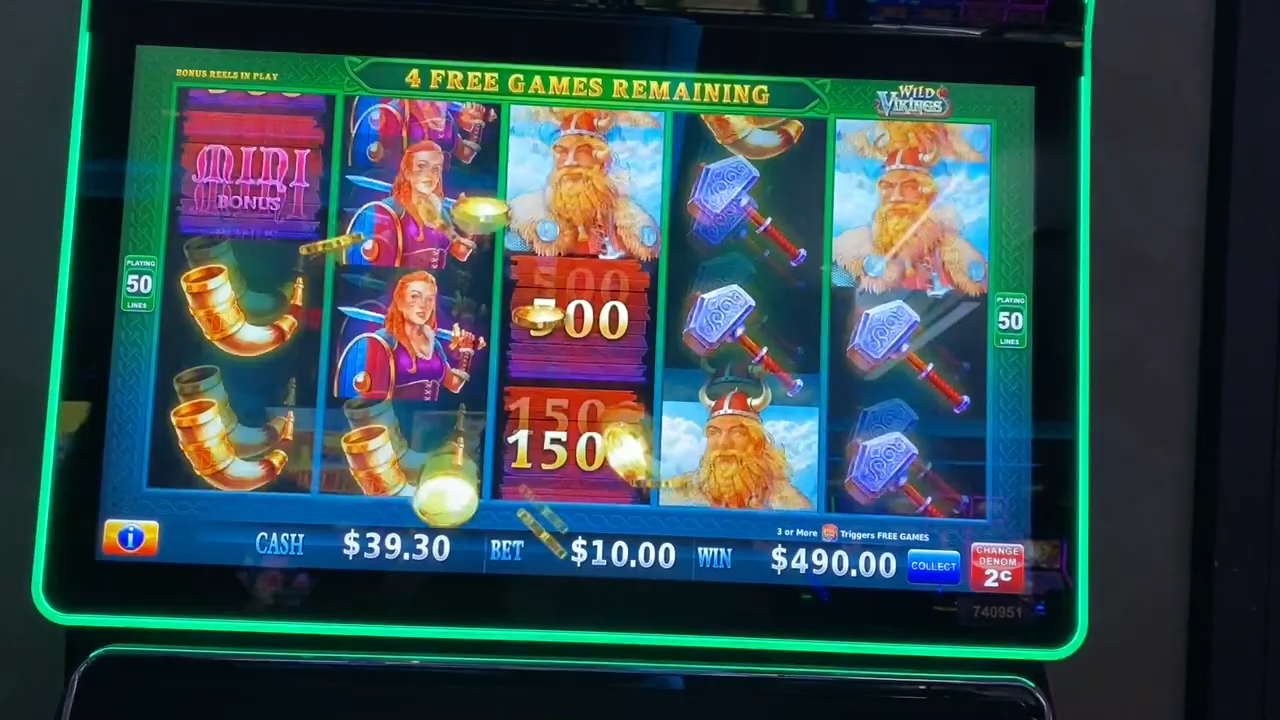 BONUS REELS IN PLAY
4 FREE GAMES REMAINING
WILD
VIKINGS
MINI
BONUS
PLAYING
50
LINES
500
500
150
150
PLAYING
50
LINES
3 or More Triggers FREE GAMES
i
CASH $39.30 BET $10.00 WIN $490.00
COLLECT
CHANGE
DENOM
2¢
740951